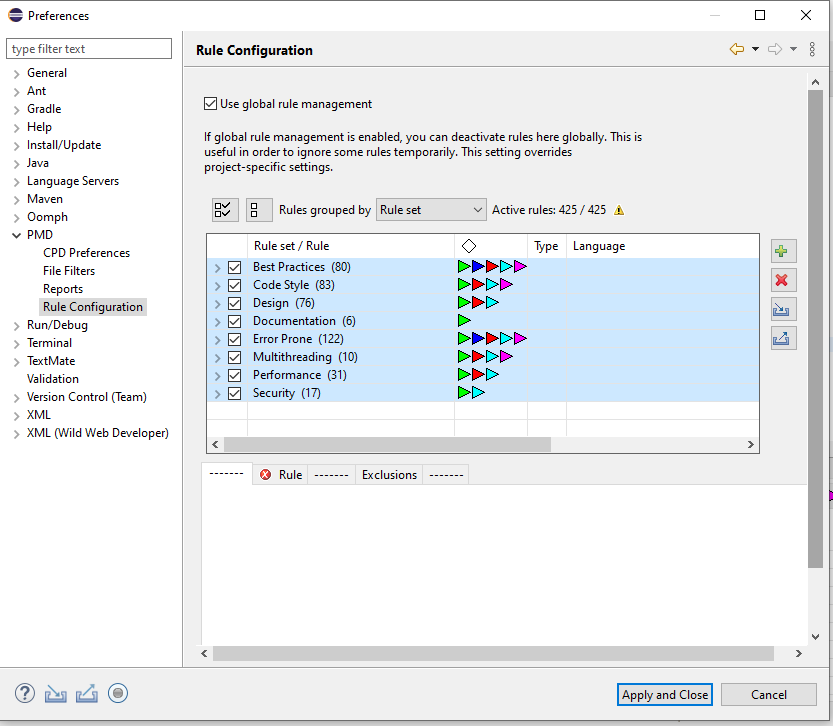 Preferences
type filter text
General
Ant
Gradle
Help
Install/Update
Java
Language Servers
Maven
Oomph
PMD
CPD Preferences
File Filters
Reports
Rule Configuration
Run/Debug
Terminal
TextMate
Validation
Version Control (Team)
XML
XML (Wild Web Developer)
Rule Configuration
Use global rule management
If global rule management is enabled, you can deactivate rules here globally. This is
useful in order to ignore some rules temporarily. This setting overrides
project-specific settings.
Rules grouped by Rule set Active rules: 425 / 425
Rule set / Rule Type Language
Best Practices (80)
Code Style (83)
Design (76)
Documentation (6)
Error Prone (122)
Multithreading (10)
Performance (31)
Security (17)
------- Rule ------- Exclusions -------
Apply and Close Cancel